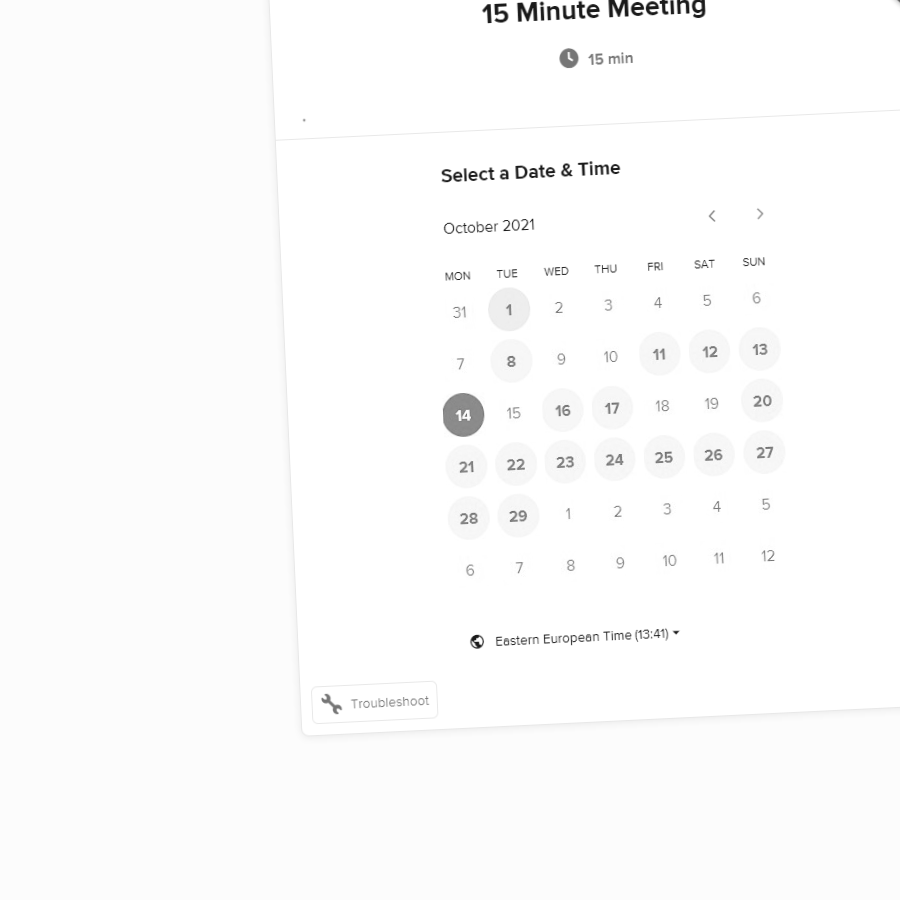 15 Minute Meeting
15 min
Select a Date & Time
October 2021
MON TUE WED THU FRI SAT SUN
31 1 2 3 4 5 6
7 8 9 10 11 12 13
14 15 16 17 18 19 20
21 22 23 24 25 26 27
28 29 1 2 3 4 5
6 7 8 9 10 11 12
Eastern European Time (13:41)
Troubleshoot